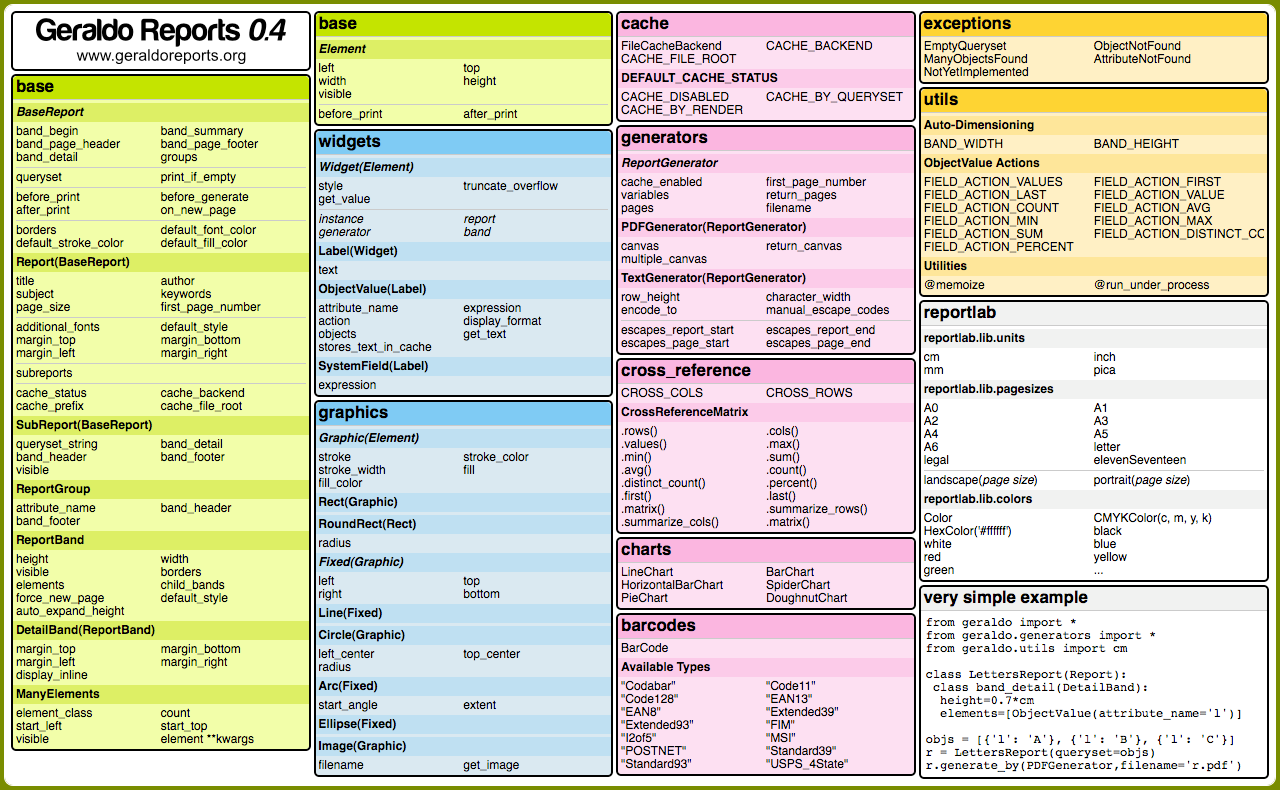 Geraldo Reports 0.4
www.geraldoreports.org
base
BaseReport
band_begin band_summary
band_page_header band_page_footer
band_detail groups
queryset print_if_empty
before_print before_generate
after_print on_new_page
borders default_font_color
default_stroke_color default_fill_color
Report(BaseReport)
title author
subject keywords
page_size first_page_number
additional_fonts default_style
margin_top margin_bottom
margin_left margin_right
subreports
cache_status cache_backend
cache_prefix cache_file_root
SubReport(BaseReport)
queryset_string band_detail
band_header band_footer
visible
ReportGroup
attribute_name band_header
band_footer
ReportBand
height width
visible borders
elements child_bands
force_new_page default_style
auto_expand_height
DetailBand(ReportBand)
margin_top margin_bottom
margin_left margin_right
display_inline
ManyElements
element_class count
start_left start_top
visible element **kwargs
base
Element
left top
width height
visible
before_print after_print
widgets
Widget(Element)
style truncate_overflow
get_value
instance report
generator band
Label(Widget)
text
ObjectValue(Label)
attribute_name expression
action display_format
objects get_text
stores_text_in_cache
SystemField(Label)
expression
graphics
Graphic(Element)
stroke stroke_color
stroke_width fill
fill_color
Rect(Graphic)
RoundRect(Rect)
radius
Fixed(Graphic)
left top
right bottom
Line(Fixed)
Circle(Graphic)
left_center top_center
radius
Arc(Fixed)
start_angle extent
Ellipse(Fixed)
Image(Graphic)
filename get_image
cache
FileCacheBackend CACHE_BACKEND
CACHE_FILE_ROOT
DEFAULT_CACHE_STATUS
CACHE_DISABLED CACHE_BY_QUERYSET
CACHE_BY_RENDER
generators
ReportGenerator
cache_enabled first_page_number
variables return_pages
pages filename
PDFGenerator(ReportGenerator)
canvas return_canvas
multiple_canvas
TextGenerator(ReportGenerator)
row_height character_width
encode_to manual_escape_codes
escapes_report_start escapes_report_end
escapes_page_start escapes_page_end
cross_reference
CROSS_COLS CROSS_ROWS
CrossReferenceMatrix
.rows() .cols()
.values() .max()
.min() .sum()
.avg() .count()
.distinct_count() .percent()
.first() .last()
.matrix() .summarize_rows()
.summarize_cols() .matrix()
charts
LineChart BarChart
HorizontalBarChart SpiderChart
PieChart DoughnutChart
barcodes
BarCode
Available Types
"Codabar" "Code11"
"Code128" "EAN13"
"EAN8" "Extended39"
"Extended93" "FIM"
"I2of5" "MSI"
"POSTNET" "Standard39"
"Standard93" "USPS_4State"
exceptions
EmptyQueryset ObjectNotFound
ManyObjectsFound AttributeNotFound
NotYetImplemented
utils
Auto-Dimensioning
BAND_WIDTH BAND_HEIGHT
ObjectValue Actions
FIELD_ACTION_VALUES FIELD_ACTION_FIRST
FIELD_ACTION_LAST FIELD_ACTION_VALUE
FIELD_ACTION_COUNT FIELD_ACTION_AVG
FIELD_ACTION_MIN FIELD_ACTION_MAX
FIELD_ACTION_SUM FIELD_ACTION_DISTINCT_CC
FIELD_ACTION_PERCENT
Utilities
@memoize @run_under_process
reportlab
reportlab.lib.units
cm inch
mm pica
reportlab.lib.pagesizes
A0 A1
A2 A3
A4 A5
A6 letter
legal elevenSeventeen
landscape(page size) portrait(page size)
reportlab.lib.colors
Color CMYKColor(c, m, y, k)
HexColor('#ffffff') black
white blue
red yellow
green ...
very simple example
from geraldo import *
from geraldo.generators import *
from geraldo.utils import cm
class LettersReport(Report):
class band_detail(DetailBand):
height=0.7*cm
elements=[ObjectValue(attribute_name='l')]
objs = [{'l': 'A'}, {'l': 'B'}, {'l': 'C'}]
r = LettersReport(queryset=objs)
r.generate_by(PDFGenerator,filename='r.pdf')